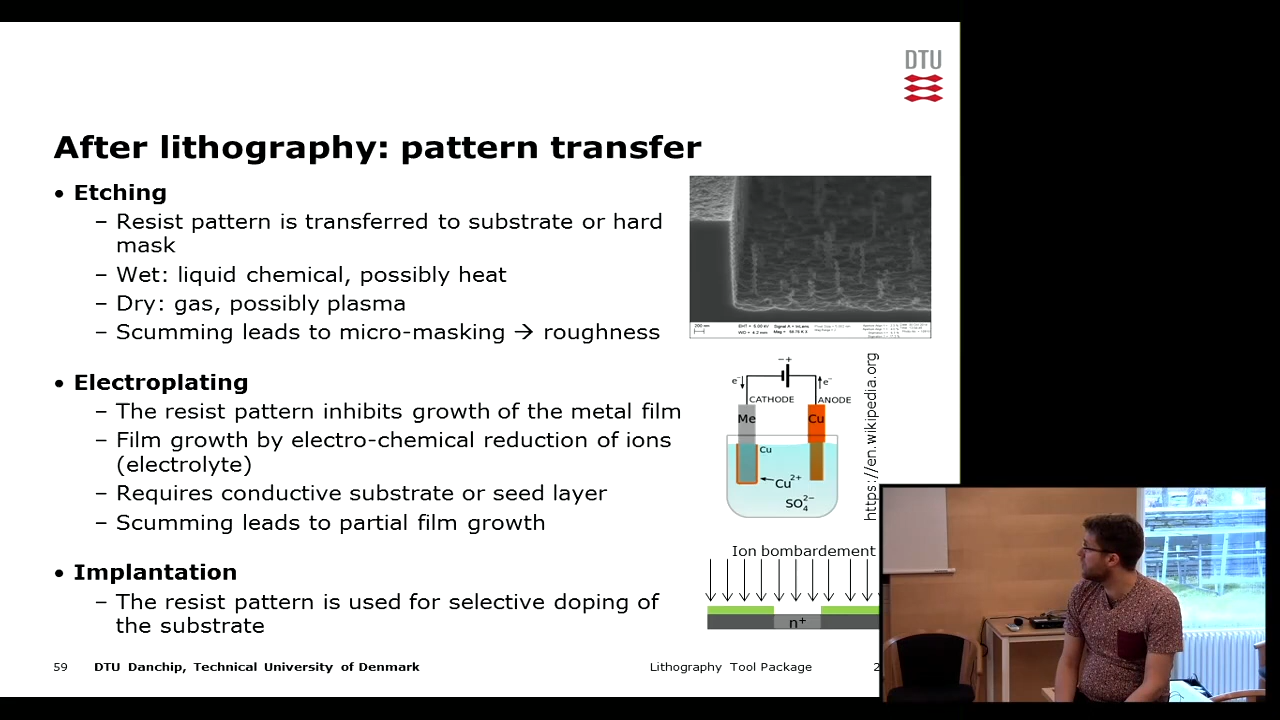 DTU
After lithography: pattern transfer
• Etching
– Resist pattern is transferred to substrate or hard
mask
– Wet: liquid chemical, possibly heat
– Dry: gas, possibly plasma
– Scumming leads to micro-masking → roughness
200 nm
• Electroplating
– The resist pattern inhibits growth of the metal film
– Film growth by electro-chemical reduction of ions
(electrolyte)
– Requires conductive substrate or seed layer
– Scumming leads to partial film growth
− +
e⁻ e⁻
CATHODE ANODE
Me Cu
Cu
Cu²⁺
SO₄²⁻
https://en.wikipedia.org
• Implantation
– The resist pattern is used for selective doping of
the substrate
Ion bombardement
n⁺
59 DTU Danchip, Technical University of Denmark Lithography Tool Package